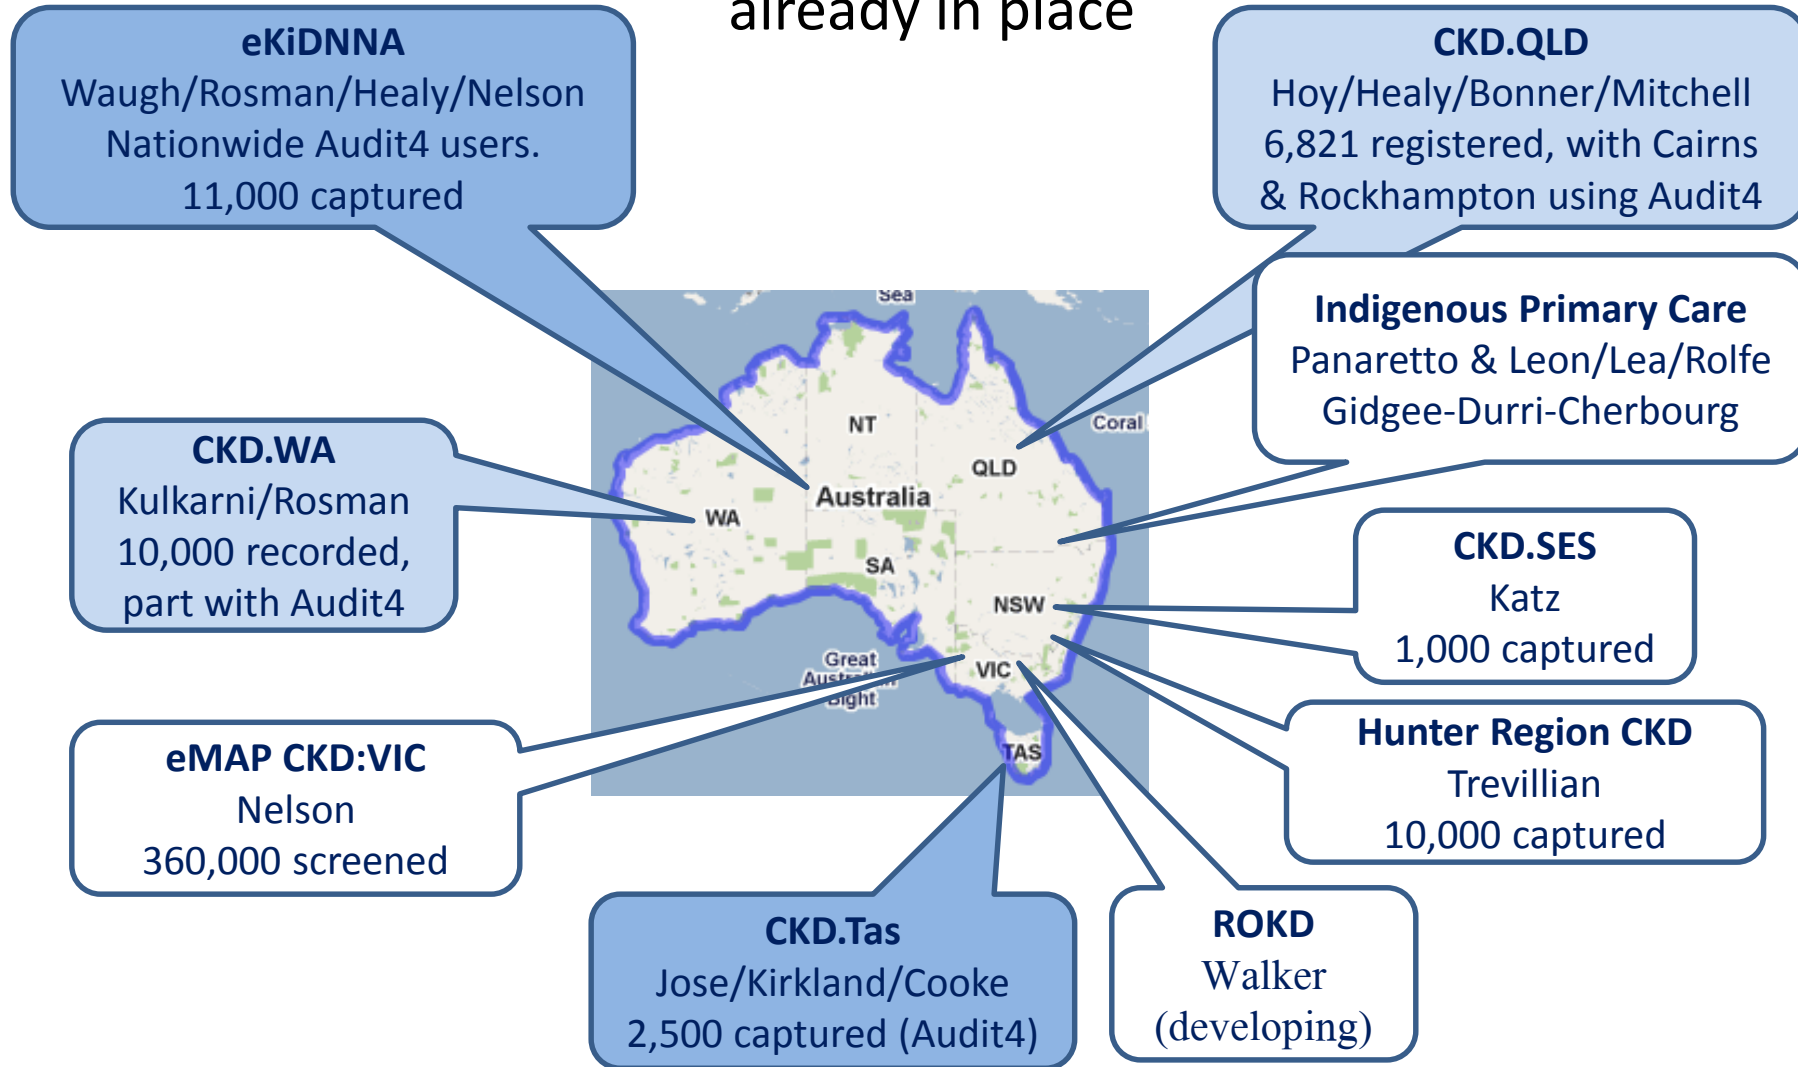 already in place
eKiDNNA
Waugh/Rosman/Healy/Nelson
Nationwide Audit4 users.
11,000 captured
CKD.QLD
Hoy/Healy/Bonner/Mitchell
6,821 registered, with Cairns
& Rockhampton using Audit4
Indigenous Primary Care
Panaretto & Leon/Lea/Rolfe
Gidgee-Durri-Cherbourg
CKD.WA
Kulkarni/Rosman
10,000 recorded,
part with Audit4
Sea
Coral
NT
QLD
Australia
WA
SA
NSW
VIC
TAS
Great
Australian
Bight
CKD.SES
Katz
1,000 captured
eMAP CKD:VIC
Nelson
360,000 screened
Hunter Region CKD
Trevillian
10,000 captured
CKD.Tas
Jose/Kirkland/Cooke
2,500 captured (Audit4)
ROKD
Walker
(developing)